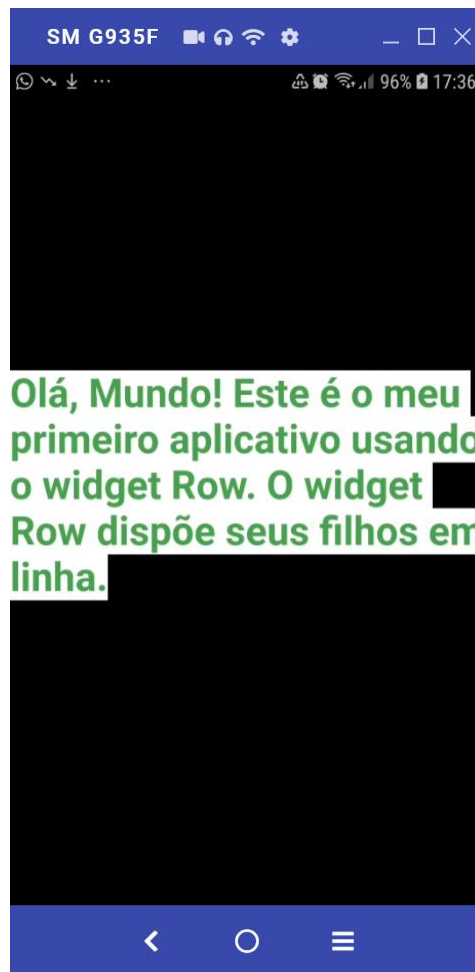 SM G935F
96% 17:36
Olá, Mundo! Este é o meu
primeiro aplicativo usando
o widget Row. O widget
Row dispõe seus filhos em
linha.